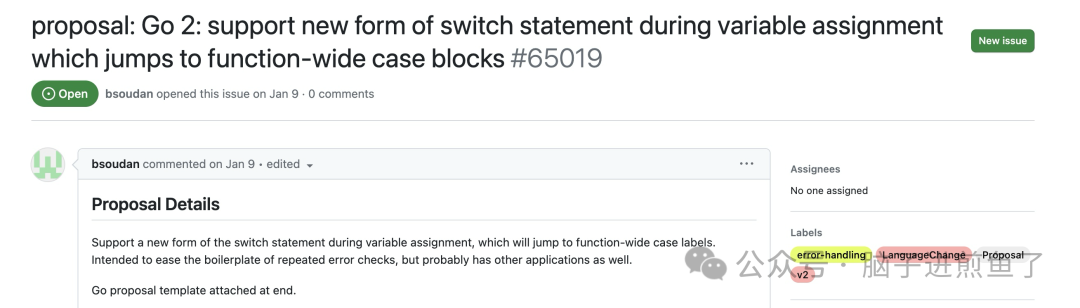 proposal: Go 2: support new form of switch statement during variable assignment
which jumps to function-wide case blocks #65019
New issue
Open bsoudan opened this issue on Jan 9 · 0 comments
bsoudan commented on Jan 9 • edited
Proposal Details
Support a new form of the switch statement during variable assignment, which will jump to function-wide case labels.
Intended to ease the boilerplate of repeated error checks, but probably has other applications as well.
Go proposal template attached at end.
Assignees
No one assigned
Labels
error-handling LanguageChange Proposal
v2
公众号 · 脑子进煎鱼了